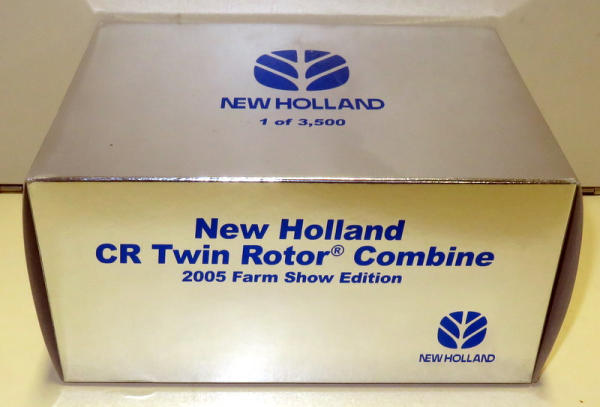 NEW HOLLAND
1 of 3,500
New Holland
CR Twin Rotor® Combine
2005 Farm Show Edition
NEW HOLLAND